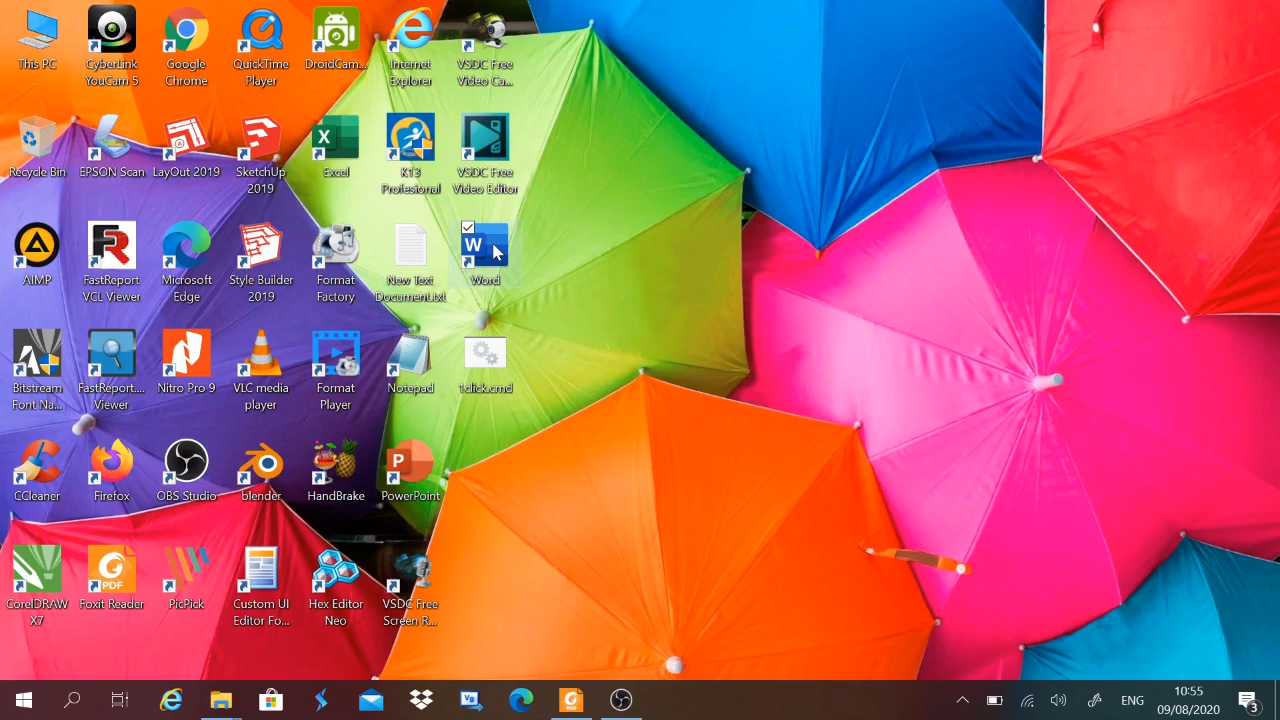 This PC
CyberLink
YouCam 5
Google
Chrome
QuickTime
Player
DroidCam...
Internet
Explorer
VSDC Free
Video Ca...
Recycle Bin
EPSON Scan
LayOut 2019
SketchUp
2019
Excel
K13
Profesional
VSDC Free
Video Editor
AIMP
FastReport
VCL Viewer
Microsoft
Edge
Style Builder
2019
Format
Factory
New Text
Document.txt
Word
Bitstream
Font Na...
FastReport....
Viewer
Nitro Pro 9
VLC media
player
Format
Player
Notepad
1click.cmd
CCleaner
Firefox
OBS Studio
blender
HandBrake
PowerPoint
CorelDRAW
X7
Foxit Reader
PicPick
Custom UI
Editor Fo...
Hex Editor
Neo
VSDC Free
Screen R...
ENG
10:55
09/08/2020
3